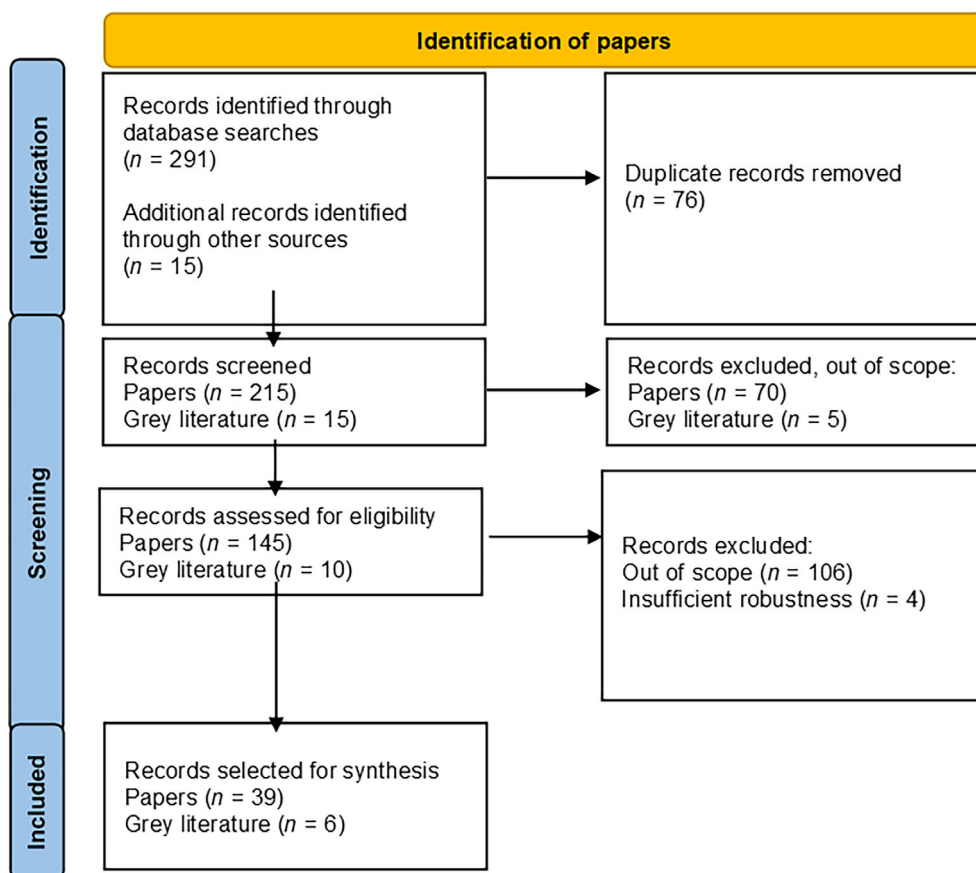 Identification of papers
Identification
Records identified through
database searches
(n = 291)
Additional records identified
through other sources
(n = 15)
Duplicate records removed
(n = 76)
Screening
Records screened
Papers (n = 215)
Grey literature (n = 15)
Records excluded, out of scope:
Papers (n = 70)
Grey literature (n = 5)
Records assessed for eligibility
Papers (n = 145)
Grey literature (n = 10)
Records excluded:
Out of scope (n = 106)
Insufficient robustness (n = 4)
Included
Records selected for synthesis
Papers (n = 39)
Grey literature (n = 6)